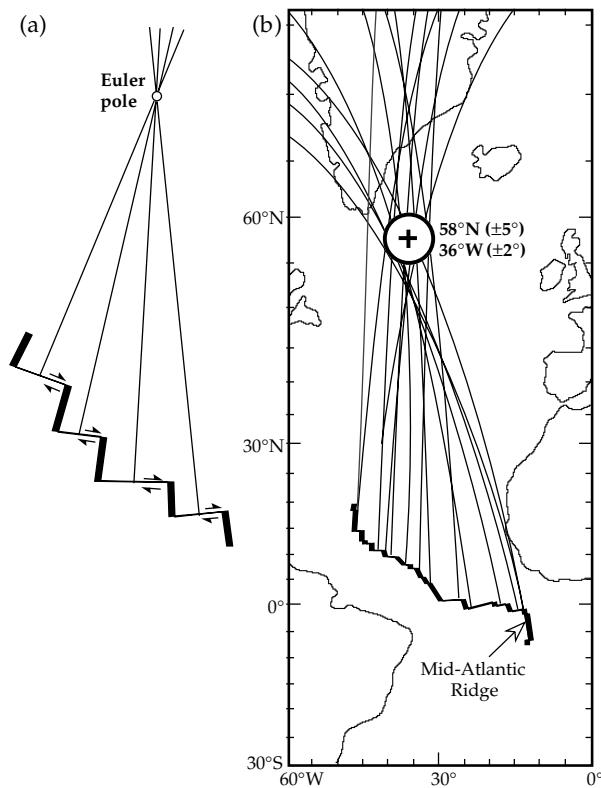 (a)
Euler
pole
(b)
60°N
58°N (±5°)
36°W (±2°)
30°N
0°
Mid-Atlantic
Ridge
30°S
60°W
30°
0°